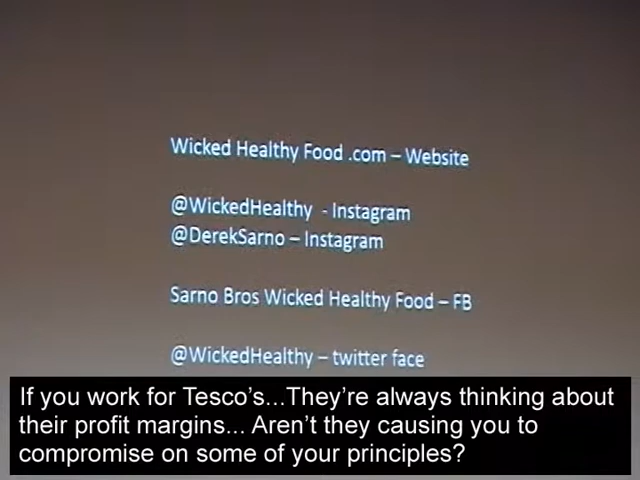 Wicked Healthy Food .com – Website
@WickedHealthy - Instagram
@DerekSarno – Instagram
Sarno Bros Wicked Healthy Food – FB
@WickedHealthy – twitter face
If you work for Tesco's...They're always thinking about
their profit margins... Aren't they causing you to
compromise on some of your principles?